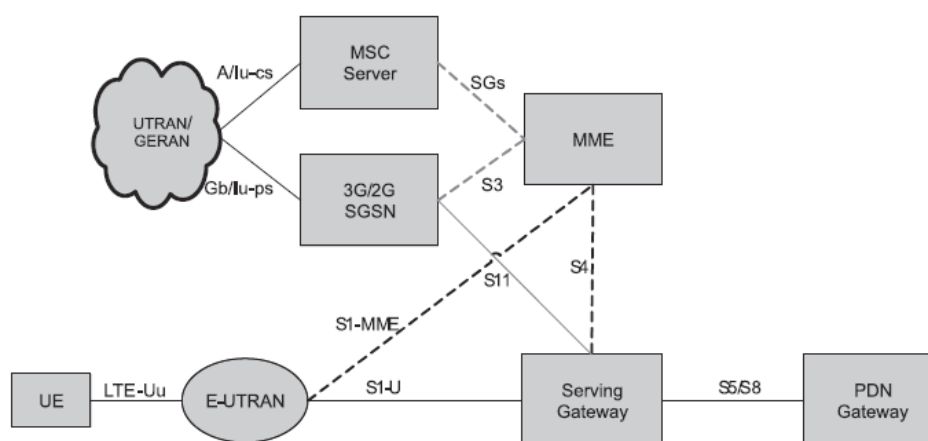 MSC
Server
A/Iu-cs
SGs
UTRAN/
GERAN
MME
Gb/Iu-ps
3G/2G
SGSN
S3
S11
S4
S1-MME
UE
LTE-Uu
E-UTRAN
S1-U
Serving
Gateway
S5/S8
PDN
Gateway